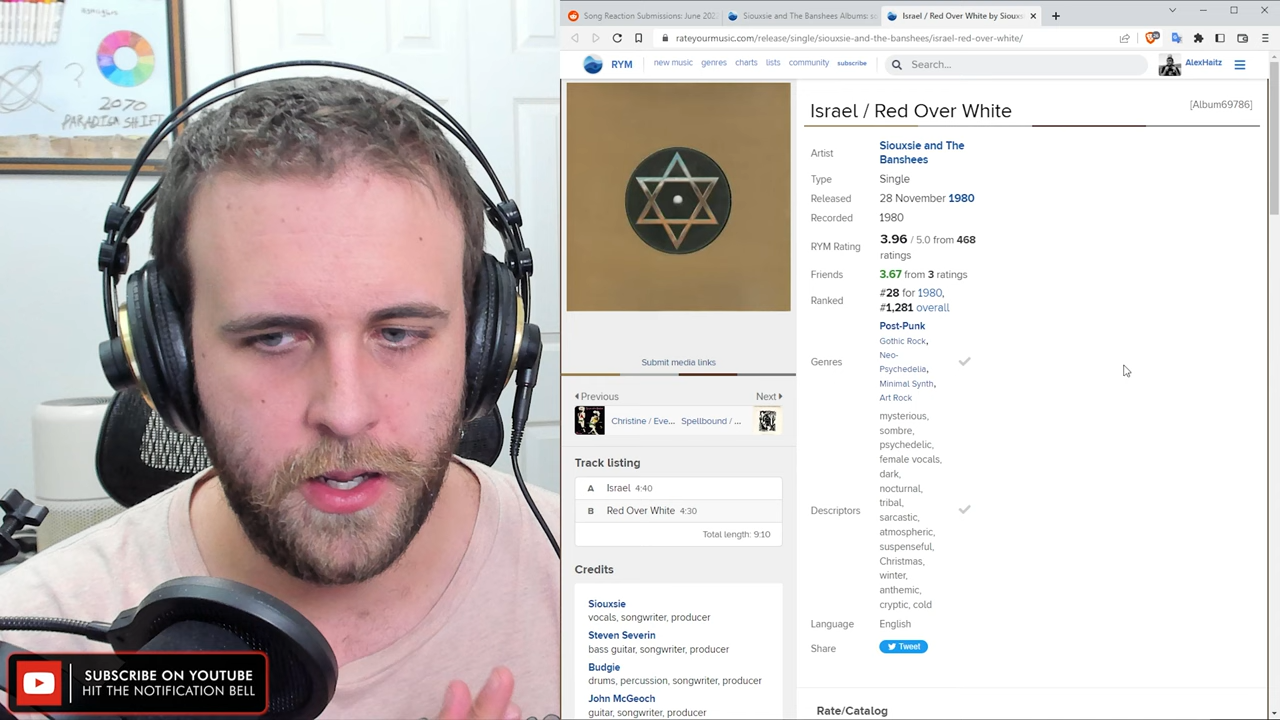 2070
PARADIGM SHIFT
SUBSCRIBE ON YOUTUBE
HIT THE NOTIFICATION BELL
Song Reaction Submissions: June 202
Siouxsie and The Banshees Albums: s
Israel / Red Over White by Sioux
rateyourmusic.com/release/single/siouxsie-and-the-banshees/israel-red-over-white/
RYM
new music genres charts lists community subscribe
Search...
AlexHaitz
Submit media links
Previous
Next
Christine / Eve...
Spellbound / ...
Track listing
A Israel 4:40
B Red Over White 4:30
Total length: 9:10
Credits
Siouxsie
vocals, songwriter, producer
Steven Severin
bass guitar, songwriter, producer
Budgie
drums, percussion, songwriter, producer
John McGeoch
guitar, songwriter, producer
Israel / Red Over White
[Album69786]
Artist Siouxsie and The
Banshees
Type Single
Released 28 November 1980
Recorded 1980
RYM Rating 3.96 / 5.0 from 468
ratings
Friends 3.67 from 3 ratings
Ranked #28 for 1980,
#1,281 overall
Genres
Post-Punk
Gothic Rock,
Neo-
Psychedelia,
Minimal Synth,
Art Rock
Descriptors
mysterious,
sombre,
psychedelic,
female vocals,
dark,
nocturnal,
tribal,
sarcastic,
atmospheric,
suspenseful,
Christmas,
winter,
anthemic,
cryptic, cold
Language English
Share Tweet
Rate/Catalog